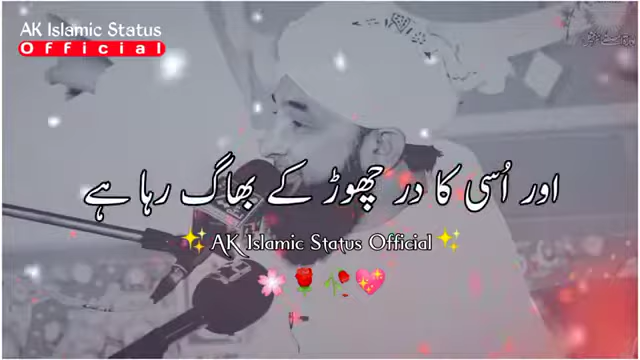 AK Islamic Status
Official
اور اُسی کا در چھوڑ کے بھاگ رہا ہے
✨ AK Islamic Status Official ✨
🌸🌹🥀💖